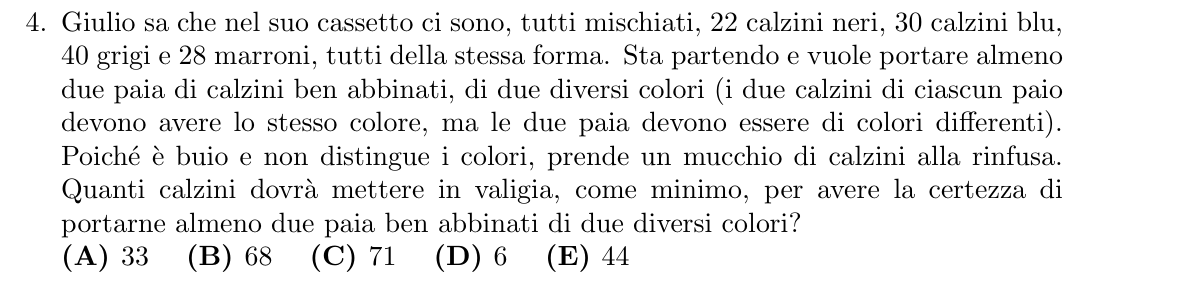 4. Giulio sa che nel suo cassetto ci sono, tutti mischiati, 22 calzini neri, 30 calzini blu,
40 grigi e 28 marroni, tutti della stessa forma. Sta partendo e vuole portare almeno
due paia di calzini ben abbinati, di due diversi colori (i due calzini di ciascun paio
devono avere lo stesso colore, ma le due paia devono essere di colori differenti).
Poiché è buio e non distingue i colori, prende un mucchio di calzini alla rinfusa.
Quanti calzini dovrà mettere in valigia, come minimo, per avere la certezza di
portarne almeno due paia ben abbinati di due diversi colori?
(A) 33 (B) 68 (C) 71 (D) 6 (E) 44